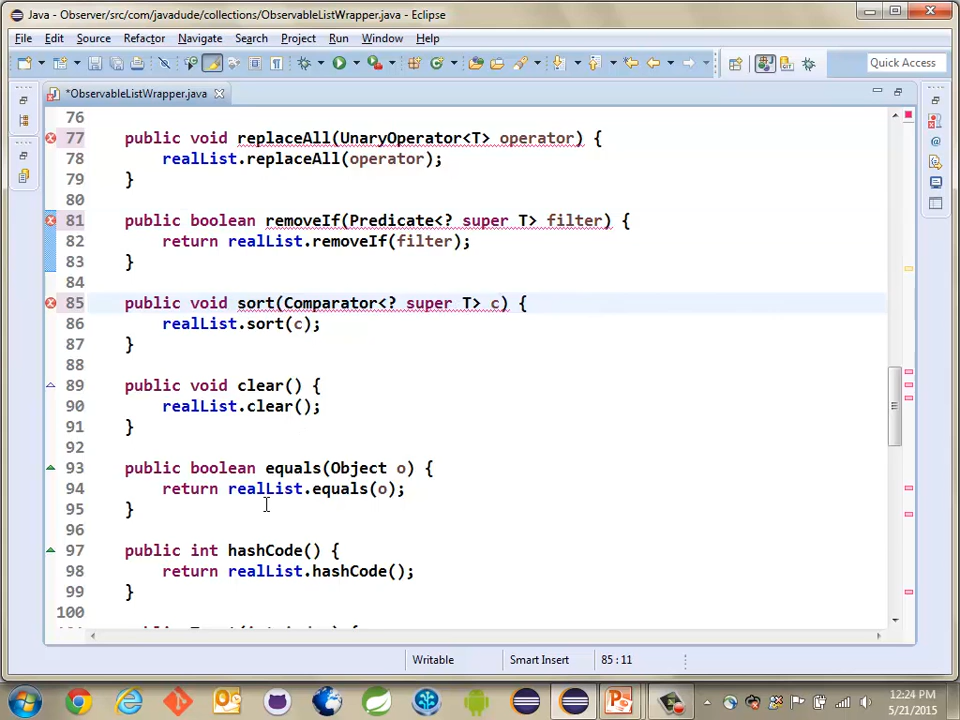 Java - Observer/src/com/javadude/collections/ObservableListWrapper.java - Eclipse
File Edit Source Refactor Navigate Search Project Run Window Help
Quick Access
*ObservableListWrapper.java
76
77 public void replaceAll(UnaryOperator<T> operator) {
78 realList.replaceAll(operator);
79 }
80
81 public boolean removeIf(Predicate<? super T> filter) {
82 return realList.removeIf(filter);
83 }
84
85 public void sort(Comparator<? super T> c) {
86 realList.sort(c);
87 }
88
89 public void clear() {
90 realList.clear();
91 }
92
93 public boolean equals(Object o) {
94 return realList.equals(o);
95 }
96
97 public int hashCode() {
98 return realList.hashCode();
99 }
100
Writable Smart Insert 85 : 11
12:24 PM
5/21/2015